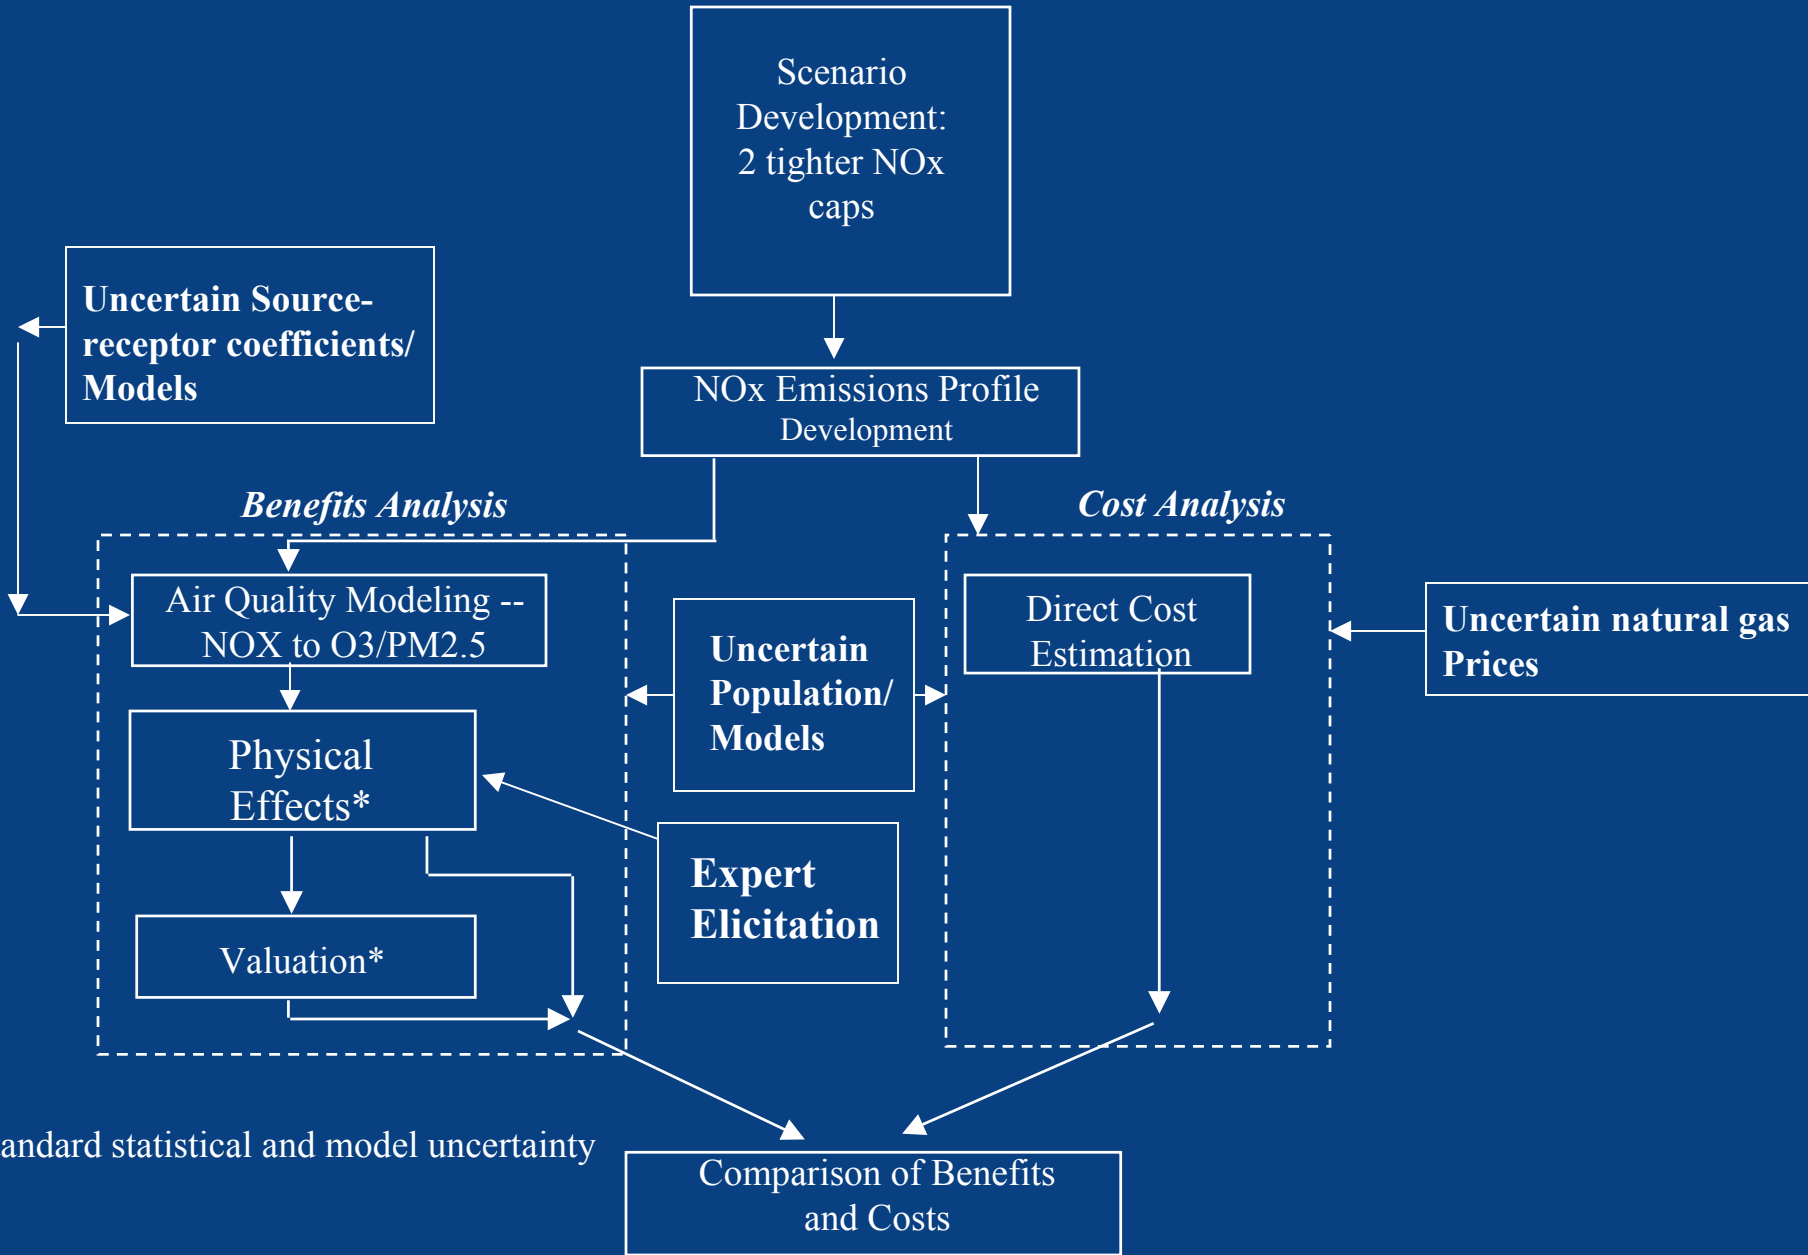 Scenario
Development:
2 tighter NOx
caps
Uncertain Source-
receptor coefficients/
Models
NOx Emissions Profile
Development
Benefits Analysis
Cost Analysis
Air Quality Modeling --
NOX to O3/PM2.5
Uncertain
Population/
Models
Direct Cost
Estimation
Uncertain natural gas
Prices
Physical
Effects*
Expert
Elicitation
Valuation*
andard statistical and model uncertainty
Comparison of Benefits
and Costs